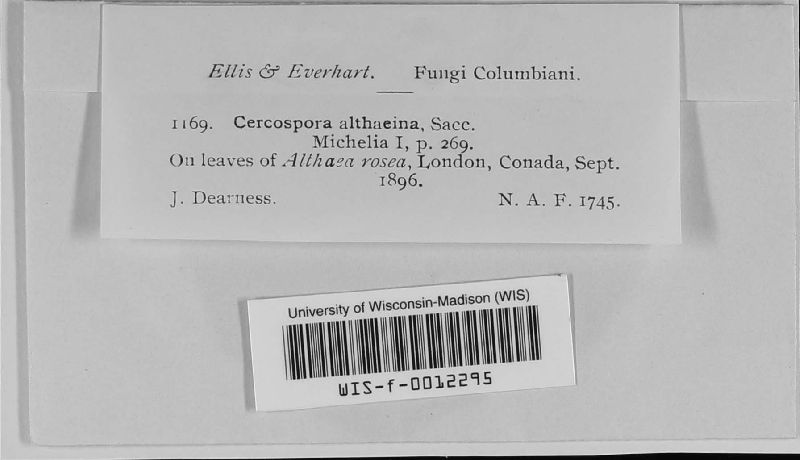 Ellis & Everhart. Fungi Columbiani.
1169. Cercospora althaeina, Sacc.
Michelia I, p. 269.
On leaves of Althaea rosea, London, Conada, Sept.
1896.
J. Dearness. N. A. F. 1745.
University of Wisconsin-Madison (WIS)
WIS-f-0012295